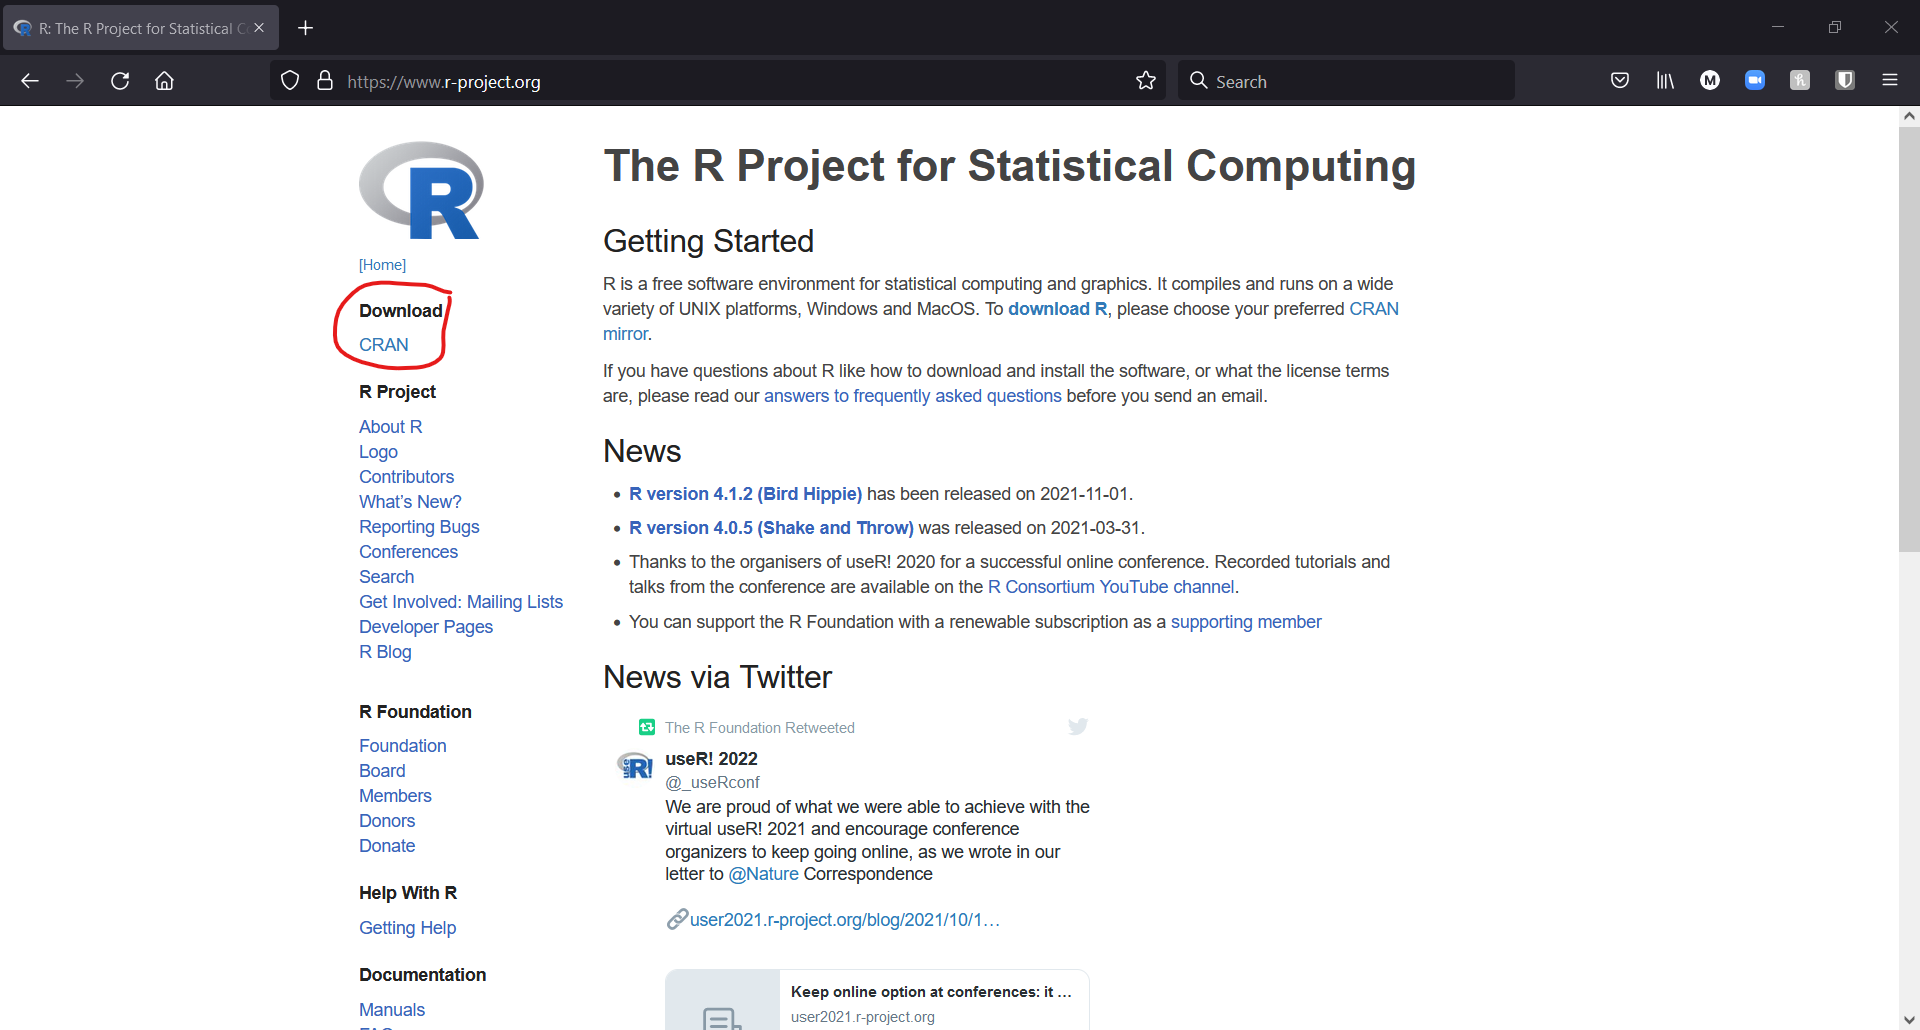 R: The R Project for Statistical Co
https://www.r-project.org
Search
M
h
R
[Home]
Download
CRAN
R Project
About R
Logo
Contributors
What's New?
Reporting Bugs
Conferences
Search
Get Involved: Mailing Lists
Developer Pages
R Blog
R Foundation
Foundation
Board
Members
Donors
Donate
Help With R
Getting Help
Documentation
Manuals
The R Project for Statistical Computing
Getting Started
R is a free software environment for statistical computing and graphics. It compiles and runs on a wide
variety of UNIX platforms, Windows and MacOS. To download R, please choose your preferred CRAN
mirror.
If you have questions about R like how to download and install the software, or what the license terms
are, please read our answers to frequently asked questions before you send an email.
News
• R version 4.1.2 (Bird Hippie) has been released on 2021-11-01.
• R version 4.0.5 (Shake and Throw) was released on 2021-03-31.
• Thanks to the organisers of useR! 2020 for a successful online conference. Recorded tutorials and
talks from the conference are available on the R Consortium YouTube channel.
• You can support the R Foundation with a renewable subscription as a supporting member
News via Twitter
The R Foundation Retweeted
useR!
useR! 2022
@_useRconf
We are proud of what we were able to achieve with the
virtual useR! 2021 and encourage conference
organizers to keep going online, as we wrote in our
letter to @Nature Correspondence
user2021.r-project.org/blog/2021/10/1…
Keep online option at conferences: it …
user2021.r-project.org